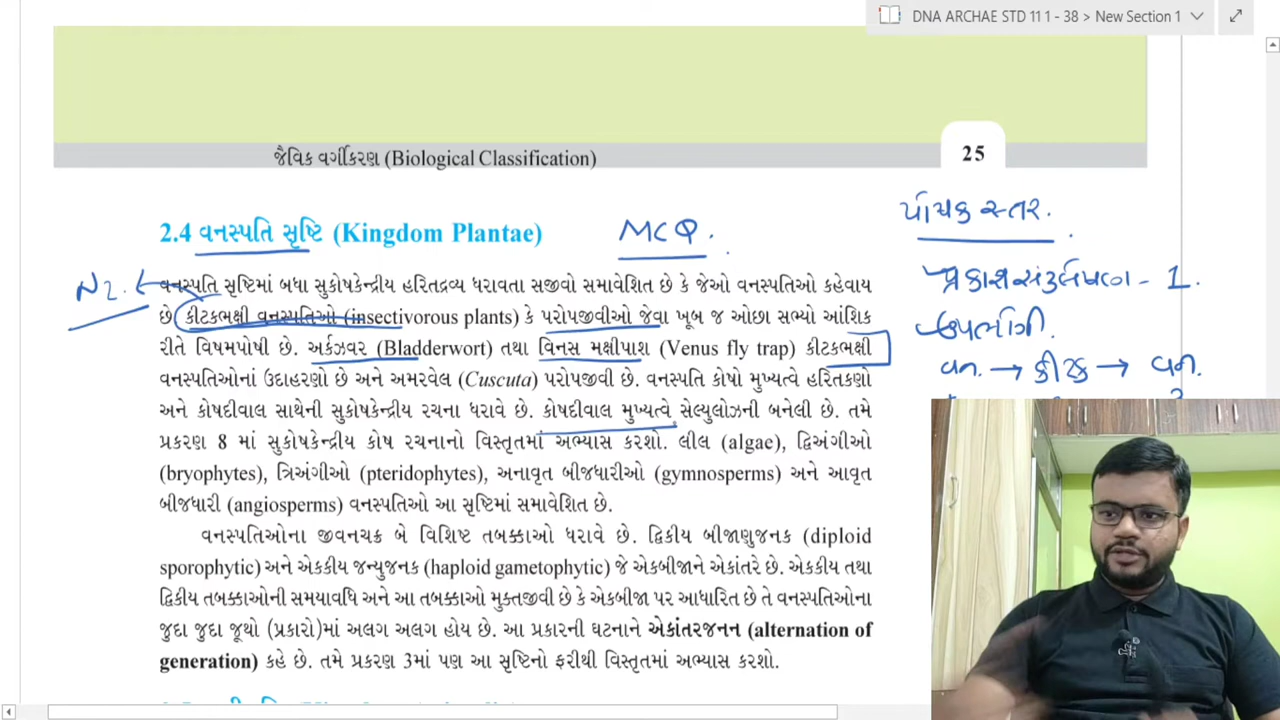 DNA ARCHAE STD 11 1 - 38 > New Section 1
જૈવિક વર્ગીકરણ (Biological Classification)
25
2.4 વનસ્પતિ સૃષ્ટિ (Kingdom Plantae)
MCQ.
પોષક સ્તર.
N2.
વનસ્પતિ સૃષ્ટિમાં બધા સુકોષકેન્દ્રીય હરિતદ્રવ્ય ધરાવતા સજીવો સમાવેશિત છે કે જેઓ વનસ્પતિઓ કહેવાય
છે કીટકભક્ષી વનસ્પતિઓ (insectivorous plants) કે પરોપજીવીઓ જેવા ખૂબ જ ઓછા સભ્યો આંશિક
રીતે વિષમપોષી છે. અર્કઝવર (Bladderwort) તથા વિનસ મક્ષીપાશ (Venus fly trap) કીટકભક્ષી
વનસ્પતિઓનાં ઉદાહરણો છે અને અમરવેલ (Cuscuta) પરોપજીવી છે. વનસ્પતિ કોષો મુખ્યત્વે હરિતકણો
અને કોષદીવાલ સાથેની સુકોષકેન્દ્રીય રચના ધરાવે છે. કોષદીવાલ મુખ્યત્વે સેલ્યુલોઝની બનેલી છે. તમે
પ્રકરણ 8 માં સુકોષકેન્દ્રીય કોષ રચનાનો વિસ્તૃતમાં અભ્યાસ કરશો. લીલ (algae), દ્વિઅંગીઓ
(bryophytes), ત્રિઅંગીઓ (pteridophytes), અનાવૃત બીજધારીઓ (gymnosperms) અને આવૃત
બીજધારી (angiosperms) વનસ્પતિઓ આ સૃષ્ટિમાં સમાવેશિત છે.
પ્રકાશસંશ્લેષણ - 1.
ઉપભોગી.
વન. → કીટક → વન.
વનસ્પતિઓના જીવનચક્ર બે વિશિષ્ટ તબક્કાઓ ધરાવે છે. દ્વિકીય બીજાણુજનક (diploid
sporophytic) અને એકકીય જન્યુજનક (haploid gametophytic) જે એકબીજાને એકાંતરે છે. એકકીય તથા
દ્વિકીય તબક્કાઓની સમયાવધિ અને આ તબક્કાઓ મુક્તજીવી છે કે એકબીજા પર આધારિત છે તે વનસ્પતિઓના
જુદા જુદા જૂથો (પ્રકારો)માં અલગ અલગ હોય છે. આ પ્રકારની ઘટનાને એકાંતરજનન (alternation of
generation) કહે છે. તમે પ્રકરણ 3માં પણ આ સૃષ્ટિનો ફરીથી વિસ્તૃતમાં અભ્યાસ કરશો.